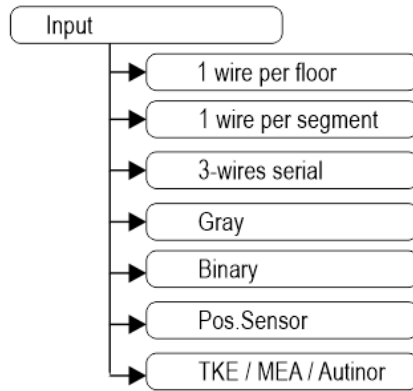 Input
1 wire per floor
1 wire per segment
3-wires serial
Gray
Binary
Pos.Sensor
TKE / MEA / Autinor